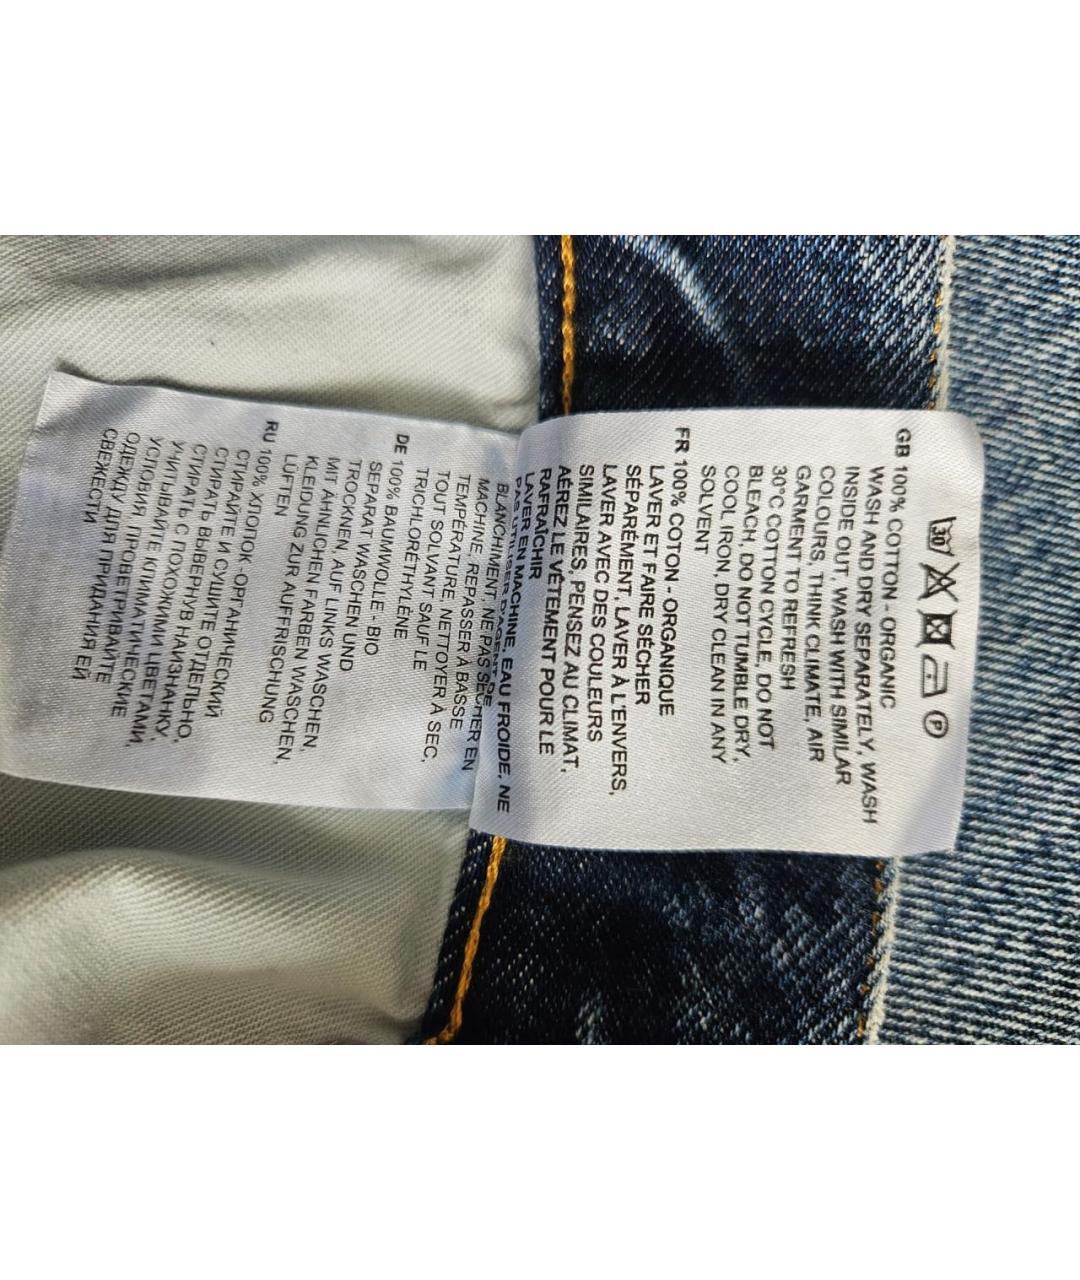 30 P
GB 100% COTTON - ORGANIC
WASH AND DRY SEPARATELY, WASH
INSIDE OUT, WASH WITH SIMILAR
COLOURS, THINK CLIMATE, AIR
GARMENT TO REFRESH
30°C COTTON CYCLE, DO NOT
BLEACH, DO NOT TUMBLE DRY,
COOL IRON, DRY CLEAN IN ANY
SOLVENT
FR 100% COTON - ORGANIQUE
LAVER ET FAIRE SÉCHER
SÉPARÉMENT, LAVER À L'ENVERS,
LAVER AVEC DES COULEURS
SIMILAIRES, PENSEZ AU CLIMAT,
AÉREZ LE VÊTEMENT POUR LE
RAFRAÎCHIR
LAVER EN MACHINE, EAU FROIDE, NE
PAS UTILISER D'AGENT DE
BLANCHIMENT, NE PAS SÉCHER EN
MACHINE, REPASSER À BASSE
TEMPÉRATURE, NETTOYER À SEC,
TOUT SOLVANT SAUF LE
TRICHLORÉTHYLÈNE
DE 100% BAUMWOLLE - BIO
SEPARAT WASCHEN UND
TROCKNEN, AUF LINKS WASCHEN,
MIT ÄHNLICHEN FARBEN WASCHEN,
KLEIDUNG ZUR AUFFRISCHUNG
LÜFTEN
RU 100% ХЛОПОК -ОРГАНИЧЕСКИЙ
СТИРАЙТЕ И СУШИТЕ ОТДЕЛЬНО,
СТИРАТЬ ВЫВЕРНУВ НАИЗНАНКУ,
СТИРАТЬ С ПОХОЖИМИ ЦВЕТАМИ,
УЧИТЫВАЙТЕ КЛИМАТИЧЕСКИЕ
УСЛОВИЯ, ПРОВЕТРИВАЙТЕ
ОДЕЖДУ ДЛЯ ПРИДАНИЯ ЕЙ
СВЕЖЕСТИ